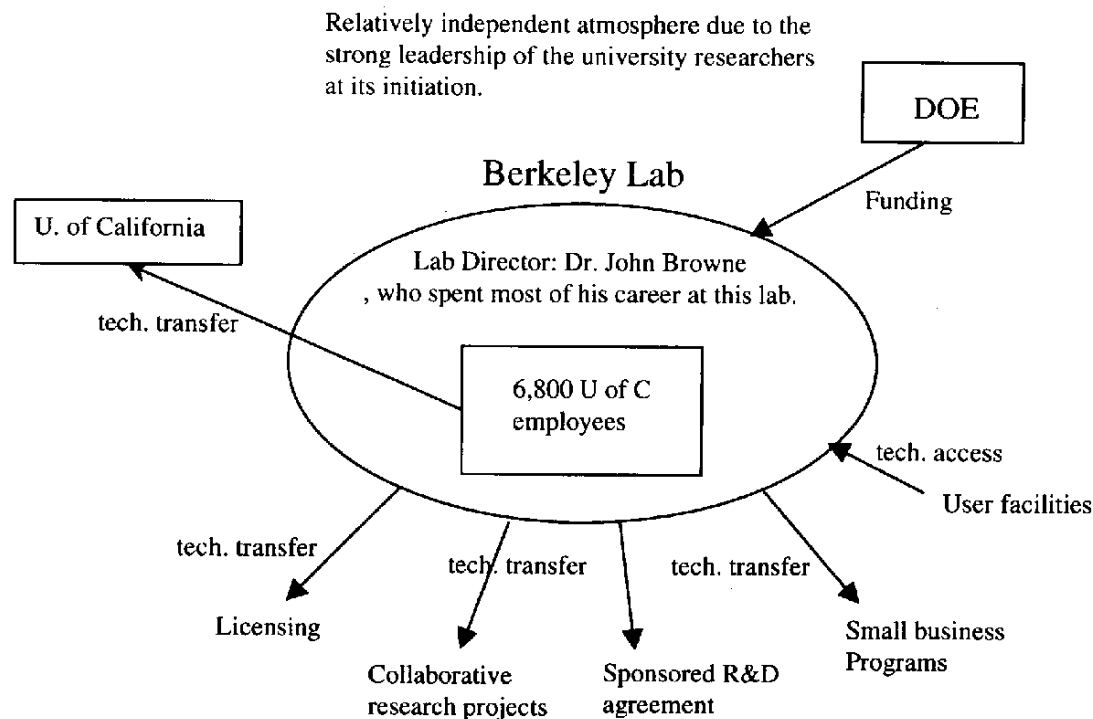 Relatively independent atmosphere due to the
strong leadership of the university researchers
at its initiation.
DOE
Berkeley Lab
Funding
U. of California
Lab Director: Dr. John Browne
, who spent most of his career at this lab.
tech. transfer
6,800 U of C
employees
tech. access
User facilities
tech. transfer
tech. transfer
tech. transfer
Licensing
Small business
Programs
Collaborative
research projects
Sponsored R&D
agreement